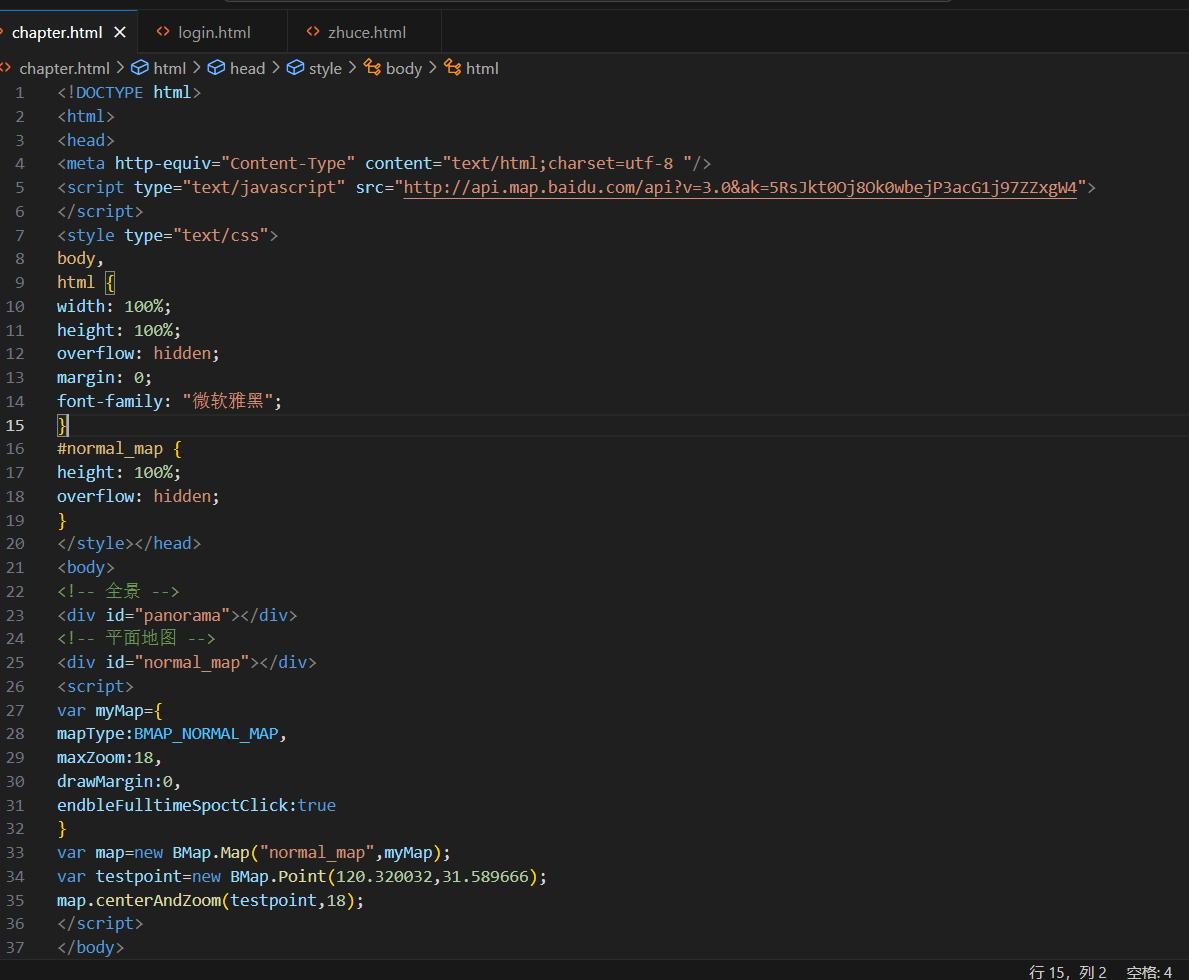 chapter.html login.html zhuce.html
chapter.html > html > head > style > body > html
1 <!DOCTYPE html>
2 <html>
3 <head>
4 <meta http-equiv="Content-Type" content="text/html;charset=utf-8 "/>
5 <script type="text/javascript" src="http://api.map.baidu.com/api?v=3.0&ak=5RsJkt0Oj8Ok0wbejP3acG1j97ZZxgW4">
6 </script>
7 <style type="text/css">
8 body,
9 html {
10 width: 100%;
11 height: 100%;
12 overflow: hidden;
13 margin: 0;
14 font-family: "微软雅黑";
15 }
16 #normal_map {
17 height: 100%;
18 overflow: hidden;
19 }
20 </style></head>
21 <body>
22 <!-- 全景 -->
23 <div id="panorama"></div>
24 <!-- 平面地图 -->
25 <div id="normal_map"></div>
26 <script>
27 var myMap={
28 mapType:BMAP_NORMAL_MAP,
29 maxZoom:18,
30 drawMargin:0,
31 endbleFulltimeSpoctClick:true
32 }
33 var map=new BMap.Map("normal_map",myMap);
34 var testpoint=new BMap.Point(120.320032,31.589666);
35 map.centerAndZoom(testpoint,18);
36 </script>
37 </body>
行 15，列 2 空格: 4